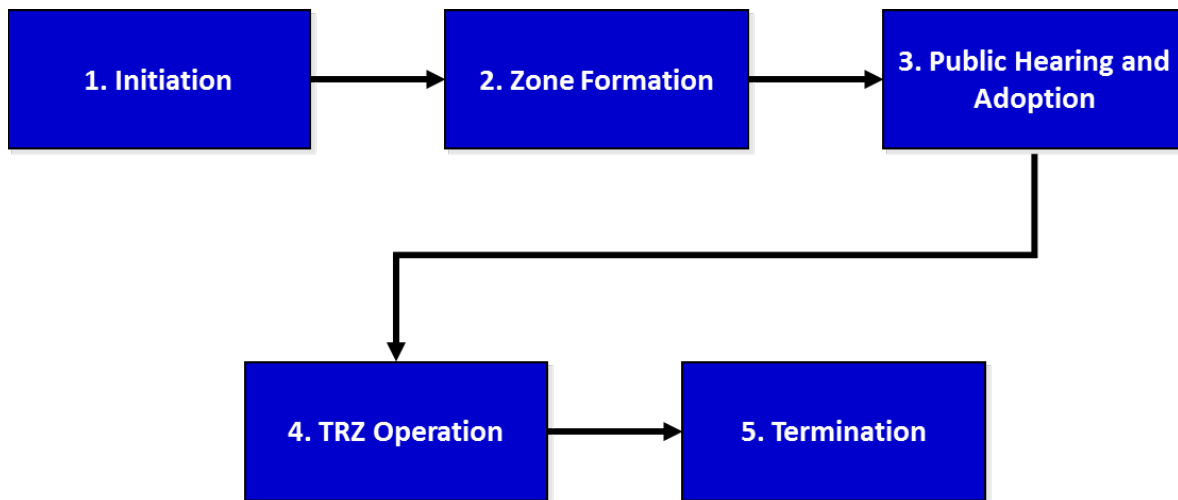 1. Initiation
2. Zone Formation
3. Public Hearing and
Adoption
4. TRZ Operation
5. Termination